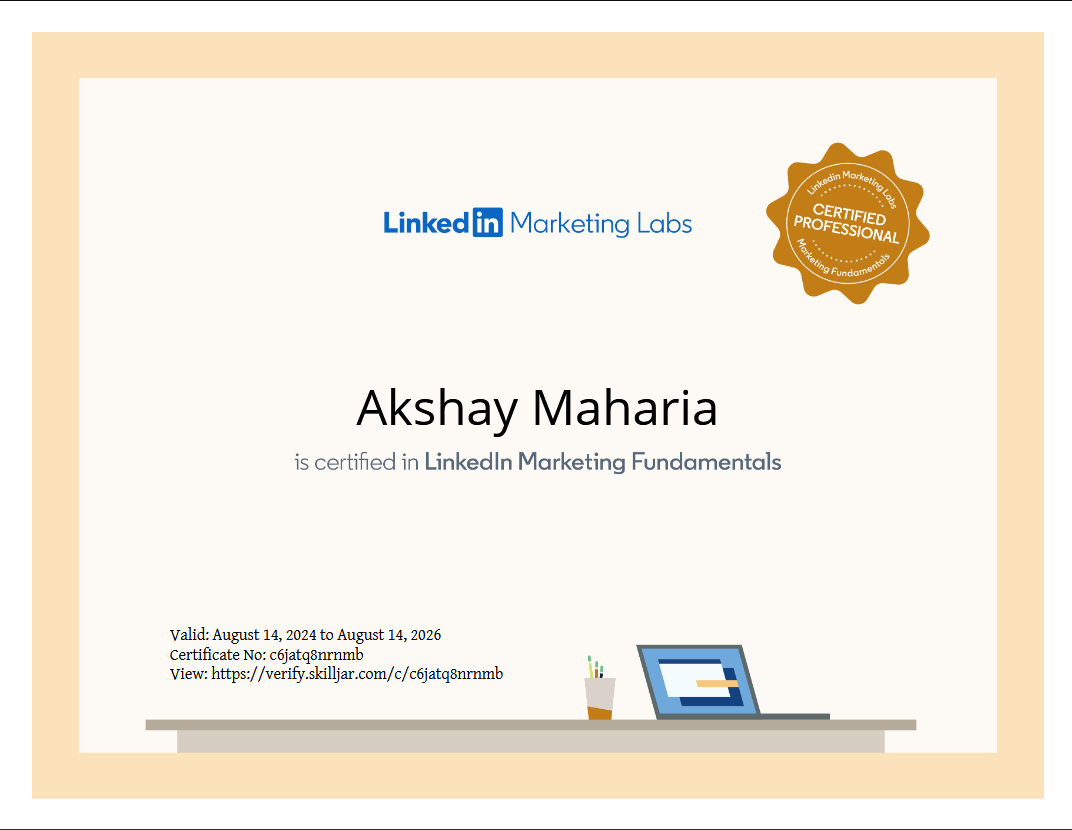 Linkedin Marketing Labs
Linkedin Marketing Labs
CERTIFIED
PROFESSIONAL
Marketing Fundamentals
Akshay Maharia
is certified in LinkedIn Marketing Fundamentals
Valid: August 14, 2024 to August 14, 2026
Certificate No: c6jatq8nrnmb
View: https://verify.skilljar.com/c/c6jatq8nrnmb